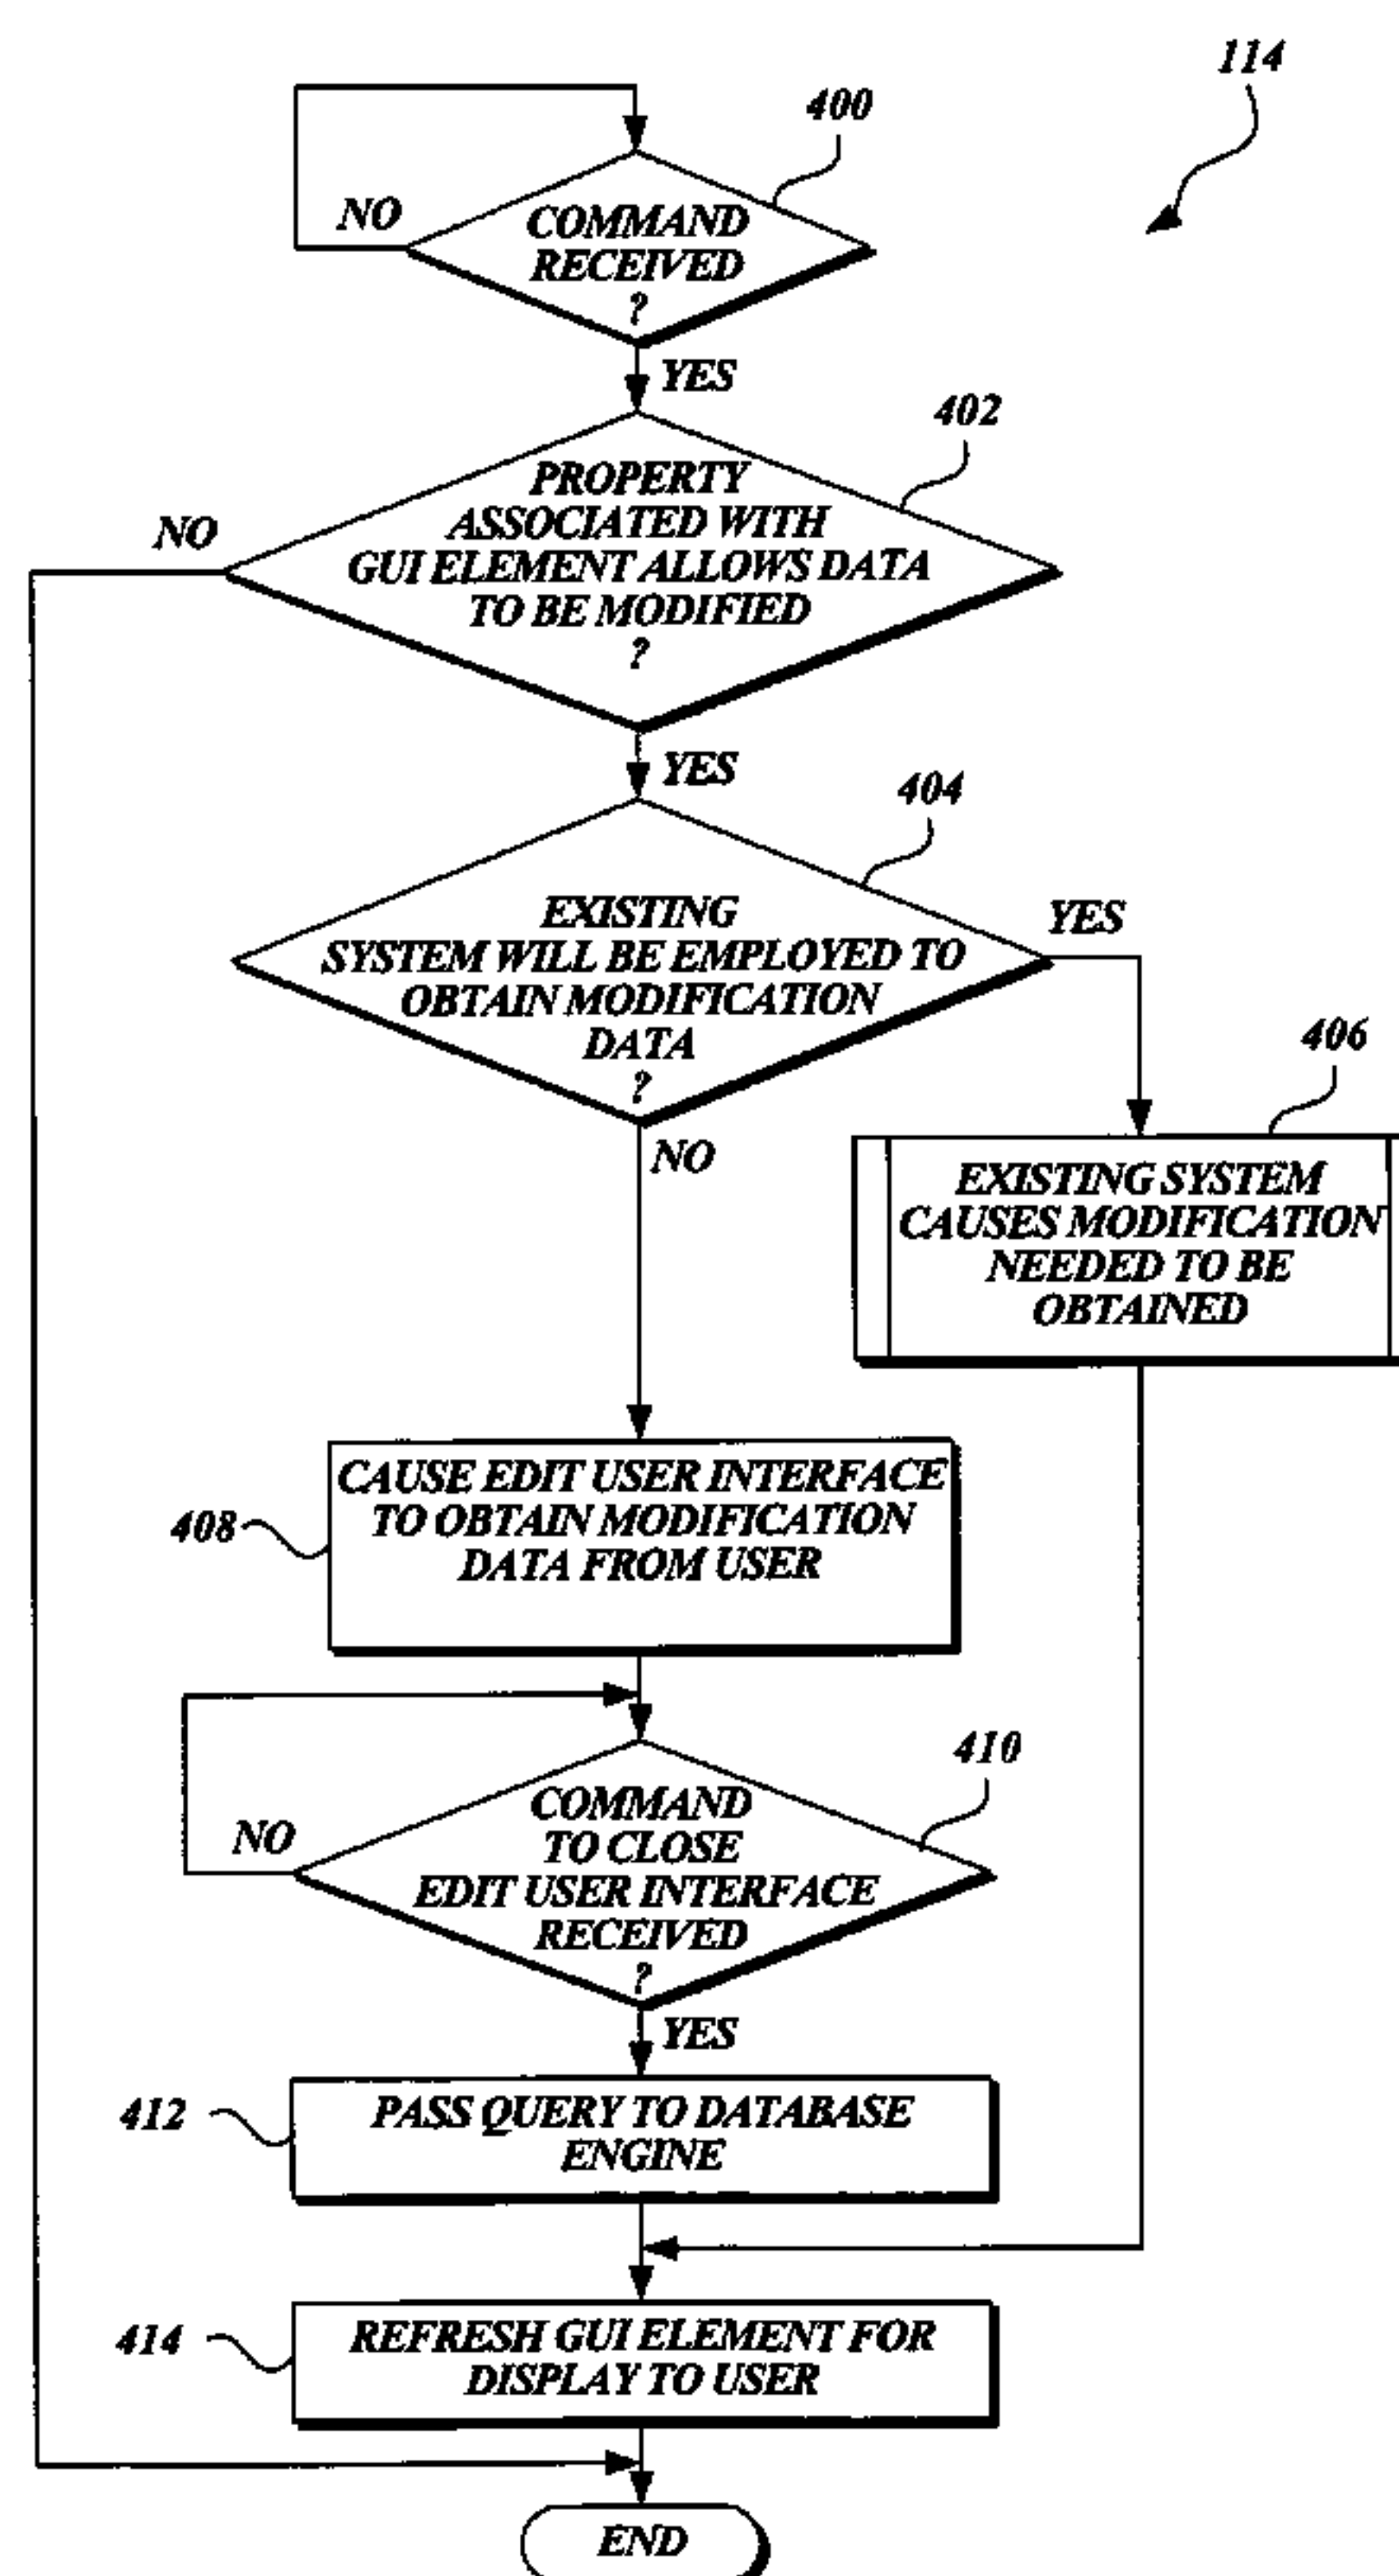 114
400
NO
COMMAND
RECEIVED
?
YES
402
NO
PROPERTY
ASSOCIATED WITH
GUI ELEMENT ALLOWS DATA
TO BE MODIFIED
?
YES
404
YES
EXISTING
SYSTEM WILL BE EMPLOYED TO
OBTAIN MODIFICATION
DATA
?
NO
406
EXISTING SYSTEM
CAUSES MODIFICATION
NEEDED TO BE
OBTAINED
408
CAUSE EDIT USER INTERFACE
TO OBTAIN MODIFICATION
DATA FROM USER
410
NO
COMMAND
TO CLOSE
EDIT USER INTERFACE
RECEIVED
?
YES
412
PASS QUERY TO DATABASE
ENGINE
414
REFRESH GUI ELEMENT FOR
DISPLAY TO USER
END